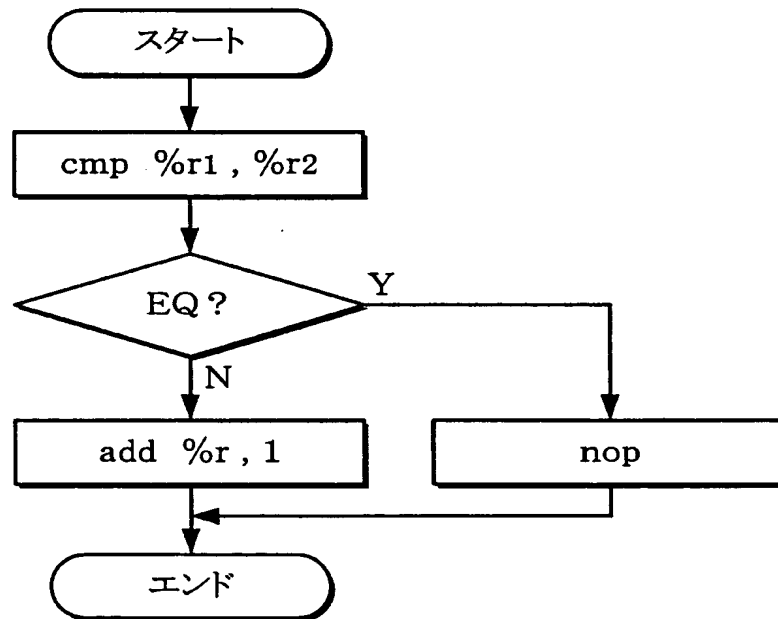 スタート
cmp %r1 , %r2
EQ ?
Y
N
add %r , 1
nop
エンド